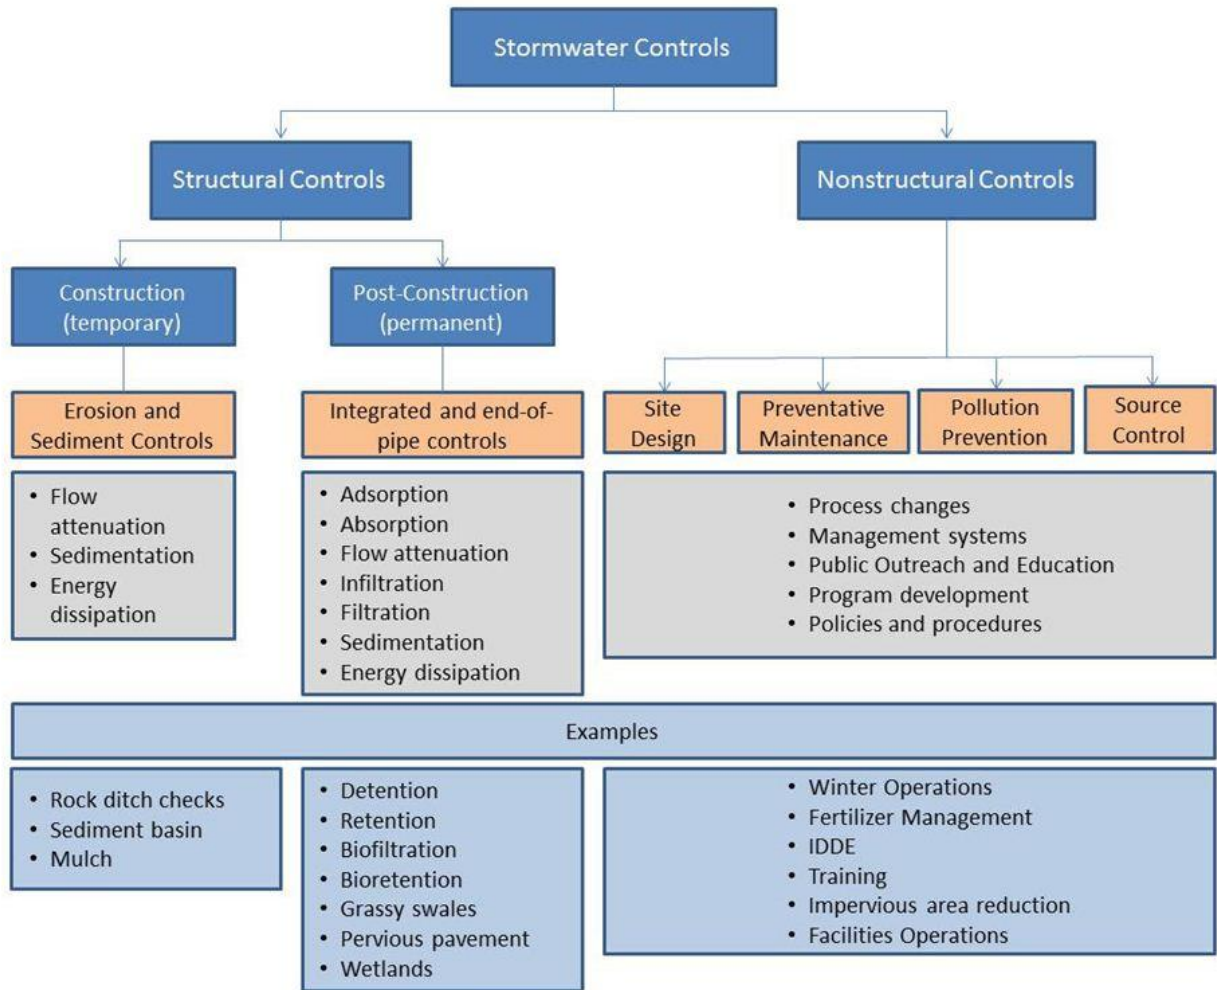 Stormwater Controls
Structural Controls
Nonstructural Controls
Construction
(temporary)
Post-Construction
(permanent)
Erosion and
Sediment Controls
Integrated and end-of-
pipe controls
Site
Design
Preventative
Maintenance
Pollution
Prevention
Source
Control
• Flow
attenuation
• Sedimentation
• Energy
dissipation
• Adsorption
• Absorption
• Flow attenuation
• Infiltration
• Filtration
• Sedimentation
• Energy dissipation
• Process changes
• Management systems
• Public Outreach and Education
• Program development
• Policies and procedures
Examples
• Rock ditch checks
• Sediment basin
• Mulch
• Detention
• Retention
• Biofiltration
• Bioretention
• Grassy swales
• Pervious pavement
• Wetlands
• Winter Operations
• Fertilizer Management
• IDDE
• Training
• Impervious area reduction
• Facilities Operations